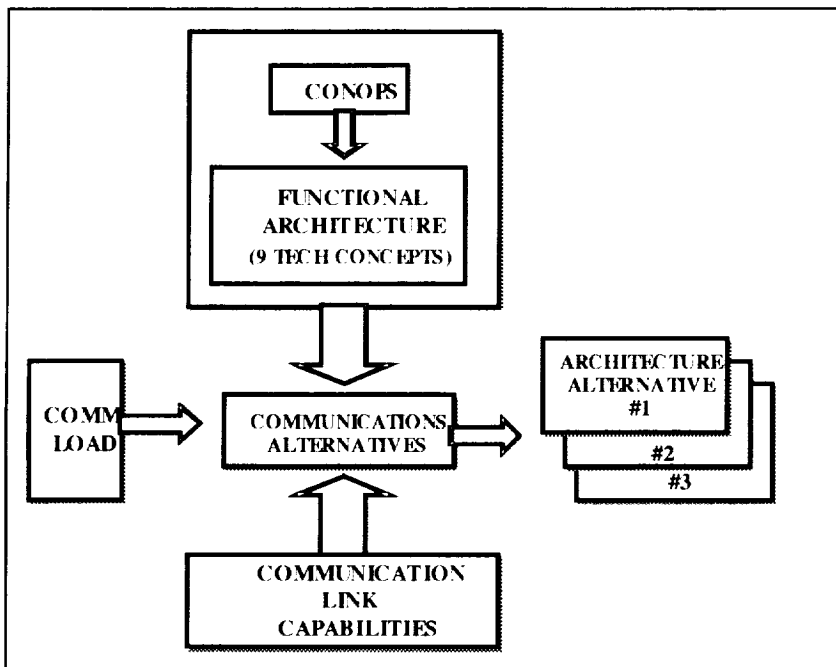 CONOPS
FUNCTIONAL
ARCHITECTURE
(9 TECH CONCEPTS)
COMM
LOAD
COMMUNICATIONS
ALTERNATIVES
ARCHITECTURE
ALTERNATIVE
#1
#2
#3
COMMUNICATION
LINK
CAPABILITIES